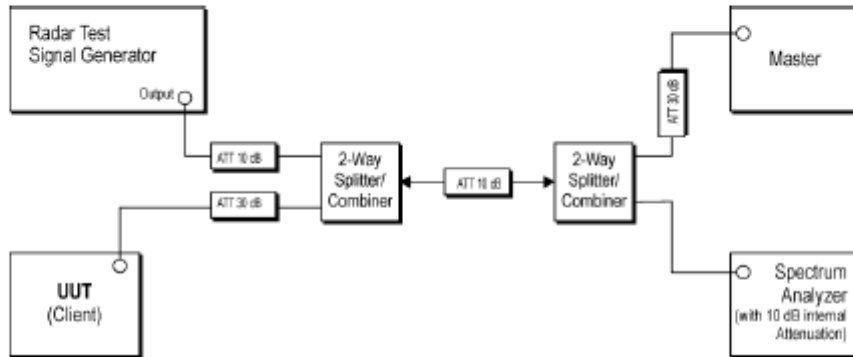 Radar Test
Signal Generator
Output
ATT 10 dB
2-Way
Splitter/
Combiner
ATT 30 dB
UUT
(Client)
ATT 10 dB
2-Way
Splitter/
Combiner
ATT 30 dB
Master
Spectrum
Analyzer
(with 10 dB internal
Attenuation)